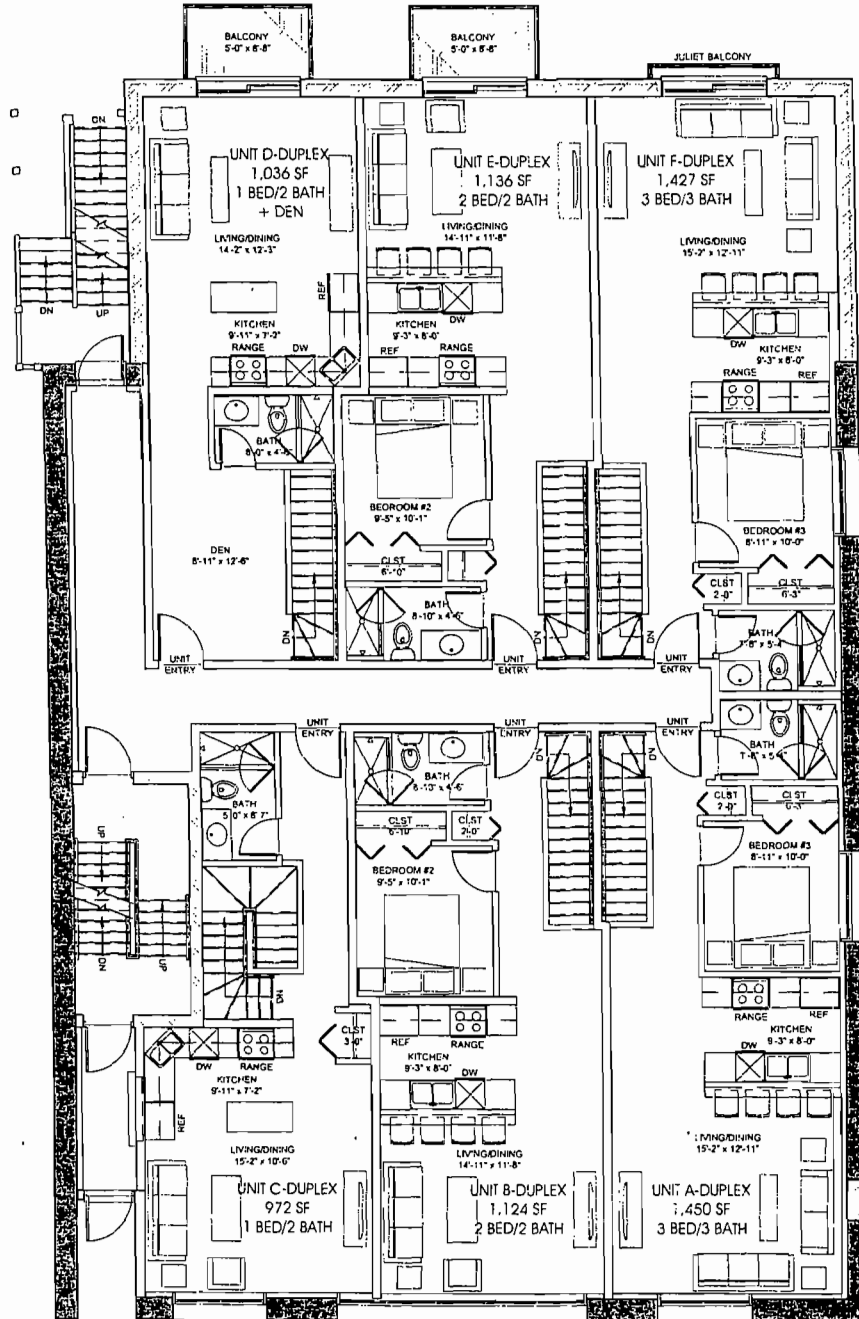 BALCONY
5'-0" x 8'-8"
BALCONY
5'-0" x 8'-8"
JULIET BALCONY
DN
DN
UP
UNIT D-DUPLEX
1,036 SF
1 BED/2 BATH
+ DEN
LIVING/DINING
14'-2" x 12'-3"
REF
KITCHEN
9'-11" x 7'-2"
RANGE
DW
BATH
8'-0" x 4'-6"
DEN
8'-11" x 12'-6"
DN
UNIT
ENTRY
UNIT E-DUPLEX
1,136 SF
2 BED/2 BATH
LIVING/DINING
14'-11" x 11'-8"
DW
KITCHEN
9'-3" x 8'-0"
REF
RANGE
BEDROOM #2
9'-5" x 10'-1"
CLST
6'-10"
BATH
8'-10" x 4'-6"
DN
UNIT
ENTRY
UNIT F-DUPLEX
1,427 SF
3 BED/3 BATH
LIVING/DINING
15'-2" x 12'-11"
DW
KITCHEN
9'-3" x 8'-0"
RANGE
REF
BEDROOM #3
8'-11" x 10'-0"
CLST
2'-0"
CLST
6'-3"
BATH
7'-8" x 5'-4"
DN
UNIT
ENTRY
UNIT
ENTRY
BATH
5'-0" x 8'-7"
UP
DN
UP
DN
CLST
3'-0"
DW
RANGE
KITCHEN
9'-11" x 7'-2"
REF
LIVING/DINING
15'-2" x 10'-6"
UNIT C-DUPLEX
972 SF
1 BED/2 BATH
UNIT
ENTRY
DN
BATH
8'-10" x 4'-6"
CLST
6'-10"
CLST
2'-0"
BEDROOM #2
9'-5" x 10'-1"
REF
RANGE
KITCHEN
9'-3" x 8'-0"
DW
LIVING/DINING
14'-11" x 11'-8"
UNIT B-DUPLEX
1,124 SF
2 BED/2 BATH
UNIT
ENTRY
DN
BATH
CLST
2'-0"
CLST
6'-3"
BEDROOM #3
8'-11" x 10'-0"
RANGE
REF
KITCHEN
9'-3" x 8'-0"
DW
LIVING/DINING
15'-2" x 12'-11"
UNIT A-DUPLEX
1,450 SF
3 BED/3 BATH